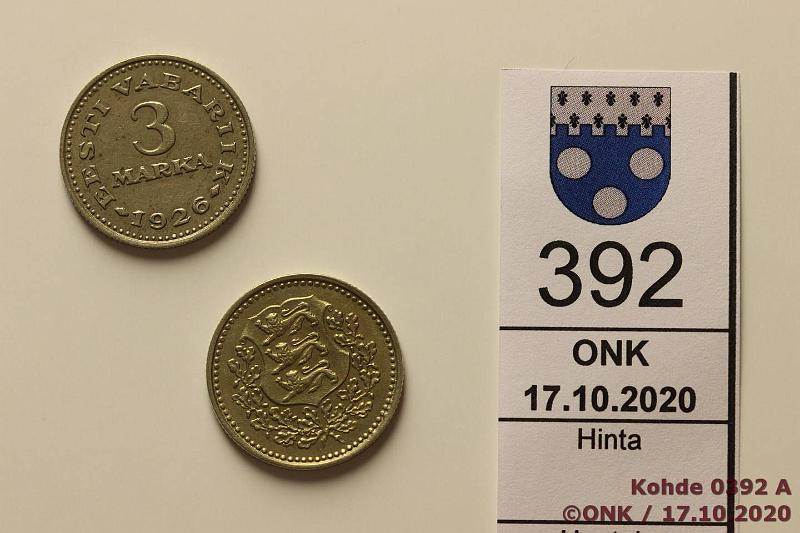 EESTI VABARIIK
3
MARKA
1926
392
ONK
17.10.2020
Hinta
Kohde 0392 A
©ONK / 17.10.2020